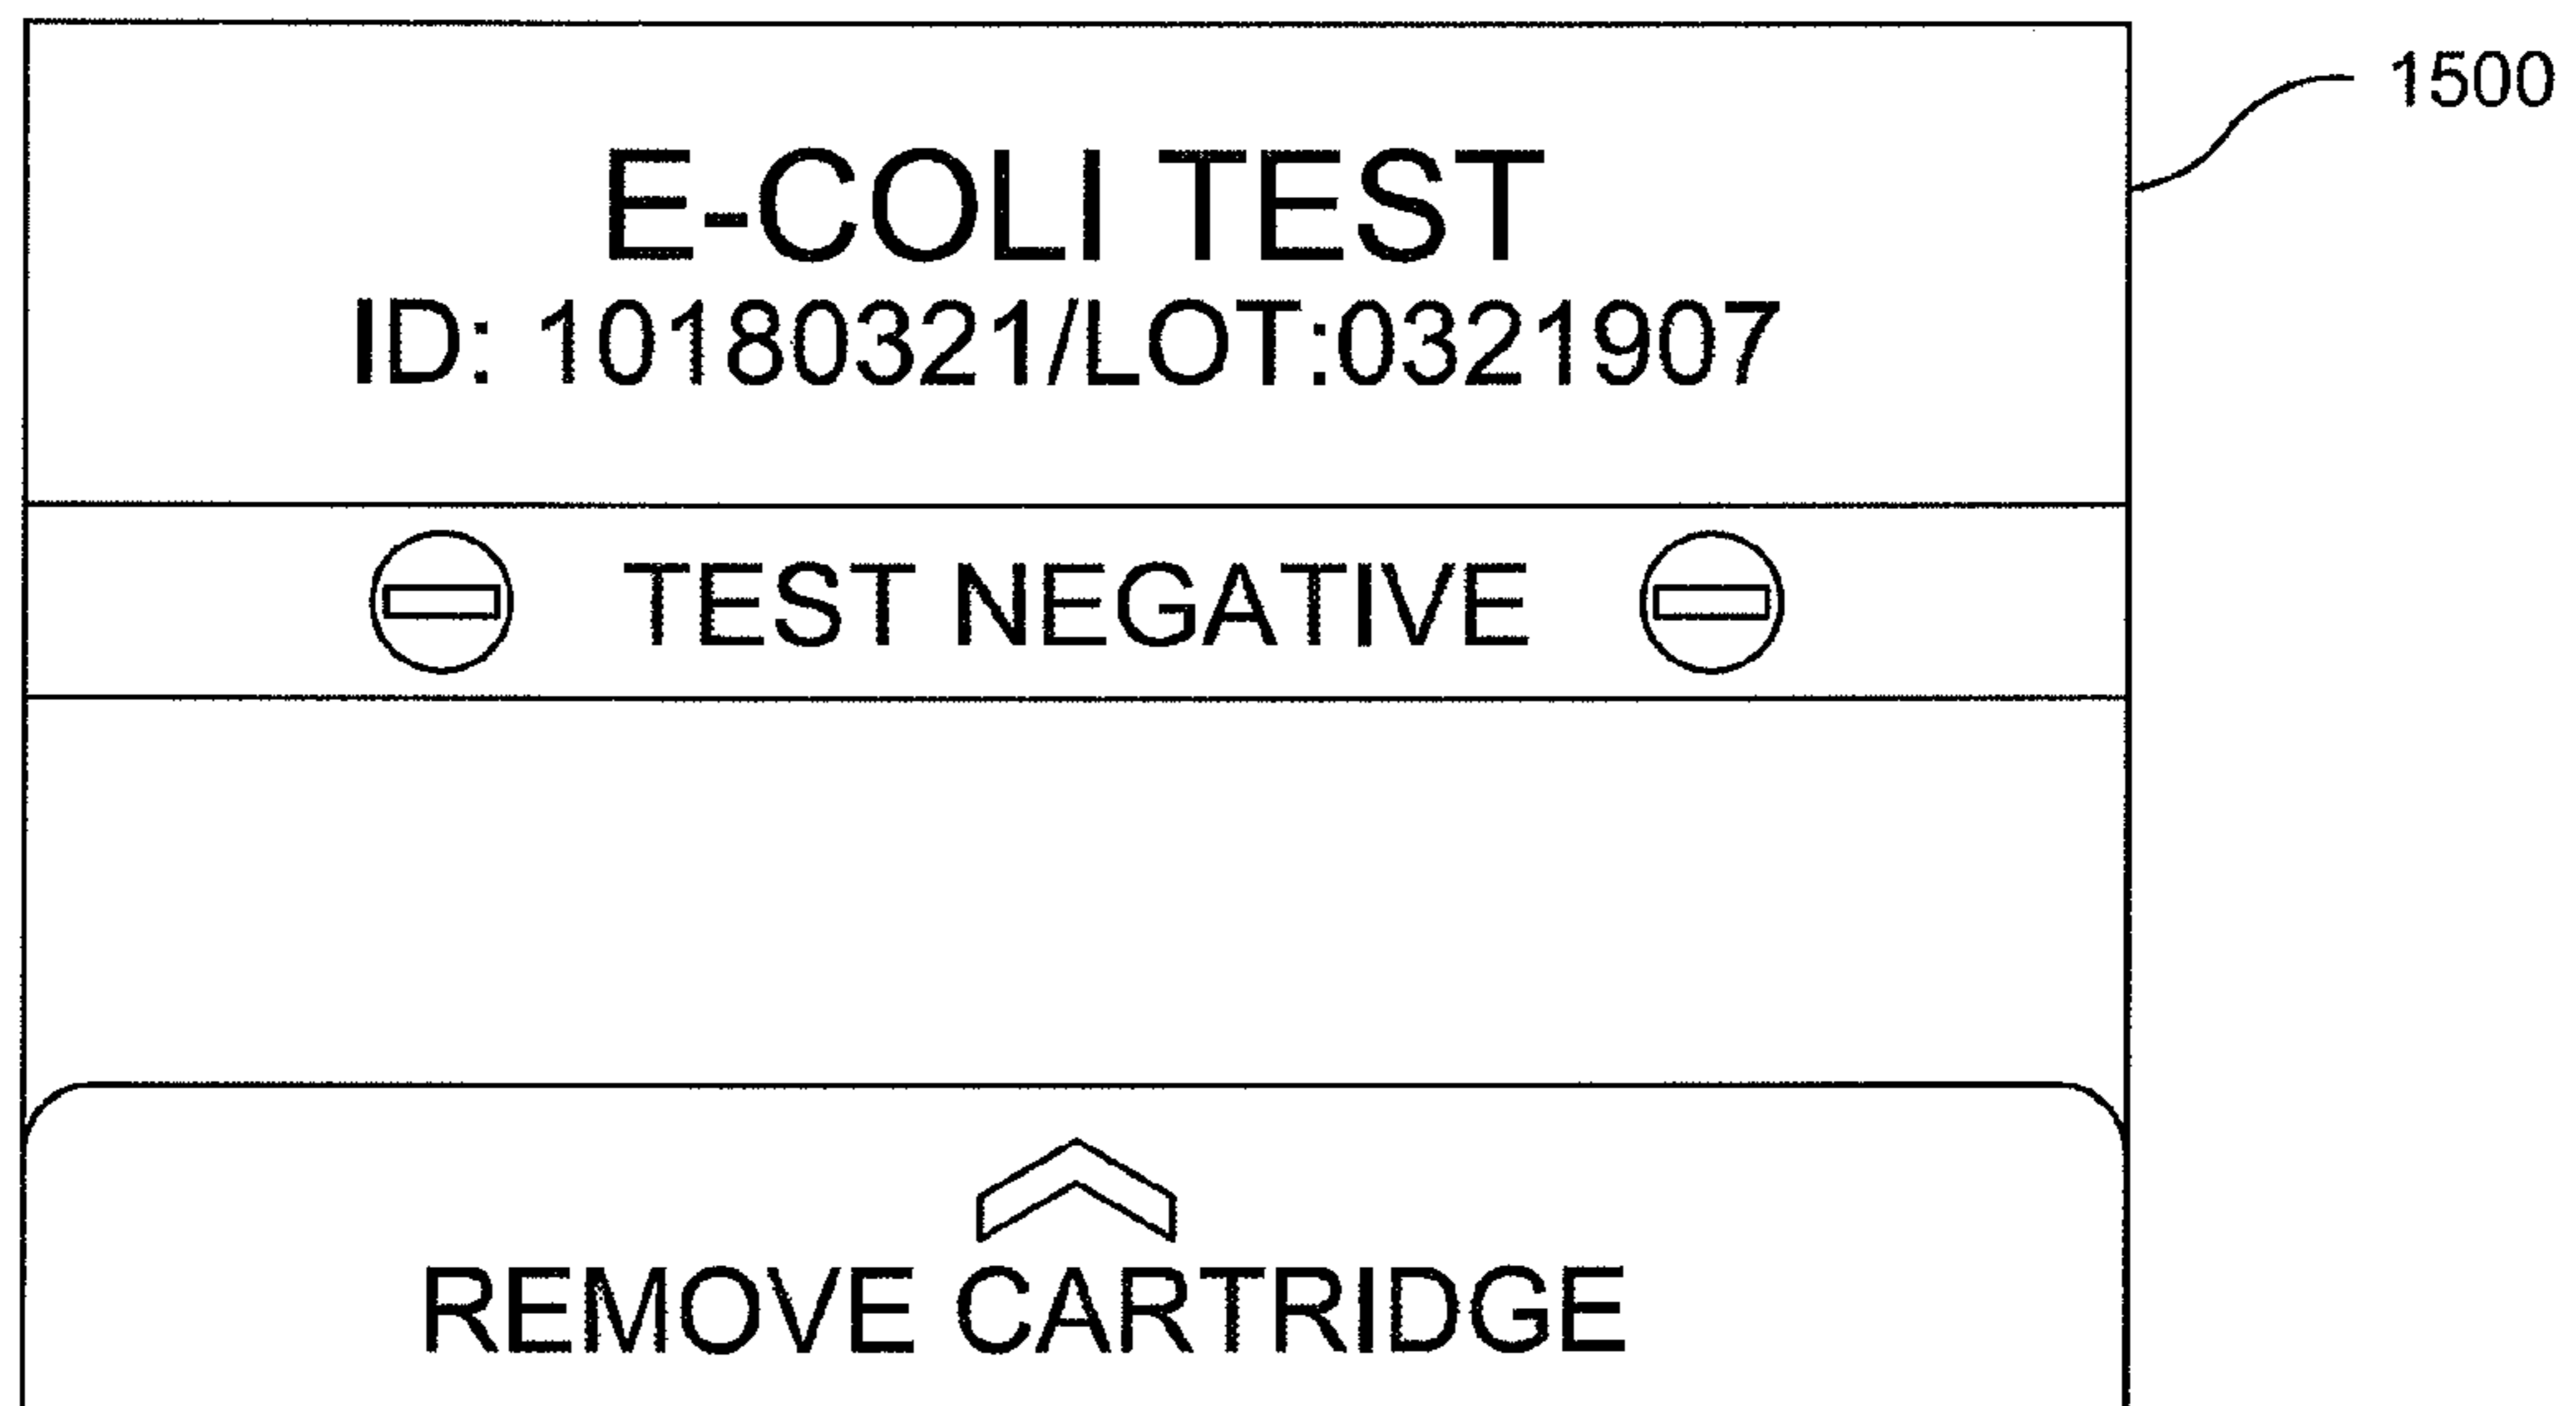 1500
E-COLI TEST
ID: 10180321/LOT:0321907
TEST NEGATIVE
REMOVE CARTRIDGE